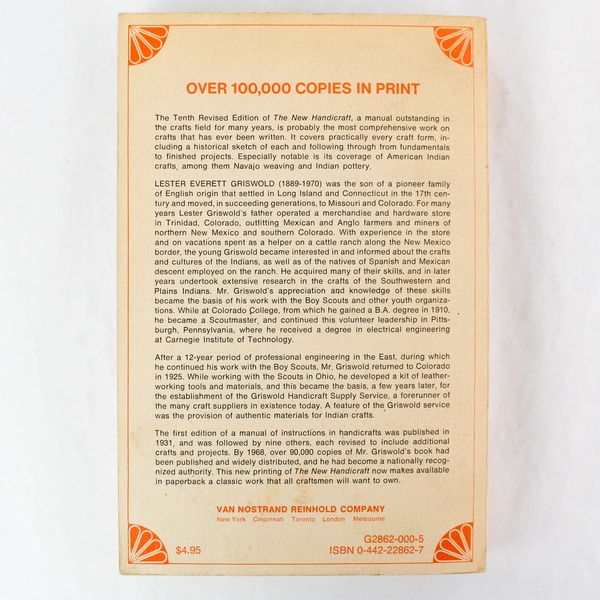 OVER 100,000 COPIES IN PRINT
The Tenth Revised Edition of The New Handicraft, a manual outstanding in
the crafts field for many years, is probably the most comprehensive work on
crafts that has ever been written. It covers practically every craft form, in-
cluding a historical sketch of each and following through from fundamentals
to finished projects. Especially notable is its coverage of American Indian
crafts, among them Navajo weaving and Indian pottery.
LESTER EVERETT GRISWOLD (1889-1970) was the son of a pioneer family
of English origin that settled in Long Island and Connecticut in the 17th cen-
tury and moved, in succeeding generations, to Missouri and Colorado. For many
years Lester Griswold's father operated a merchandise and hardware store
in Trinidad, Colorado, outfitting Mexican and Anglo farmers and miners of
northern New Mexico and southern Colorado. With experience in the store
and on vacations spent as a helper on a cattle ranch along the New Mexico
border, the young Griswold became interested in and informed about the crafts
and cultures of the Indians, as well as of the natives of Spanish and Mexican
descent employed on the ranch. He acquired many of their skills, and in later
years undertook extensive research in the crafts of the Southwestern and
Plains Indians. Mr. Griswold's appreciation and knowledge of these skills
became the basis of his work with the Boy Scouts and other youth organiza-
tions. While at Colorado College, from which he gained a B.A. degree in 1910,
he became a Scoutmaster, and continued this volunteer leadership in Pitts-
burgh, Pennsylvania, where he received a degree in electrical engineering
at Carnegie Institute of Technology.
After a 12-year period of professional engineering in the East, during which
he continued his work with the Boy Scouts, Mr. Griswold returned to Colorado
in 1925. While working with the Scouts in Ohio, he developed a kit of leather-
working tools and materials, and this became the basis, a few years later, for
the establishment of the Griswold Handicraft Supply Service, a forerunner of
the many craft suppliers in existence today. A feature of the Griswold service
was the provision of authentic materials for Indian crafts.
The first edition of a manual of instructions in handicrafts was published in
1931, and was followed by nine others, each revised to include additional
crafts and projects. By 1968, over 90,000 copies of Mr. Griswold's book had
been published and widely distributed, and he had become a nationally recog-
nized authority. This new printing of The New Handicraft now makes available
in paperback a classic work that all craftsmen will want to own.
VAN NOSTRAND REINHOLD COMPANY
New York Cincinnati Toronto London Melbourne
G2862-000-5
$4.95 ISBN 0-442-22862-7